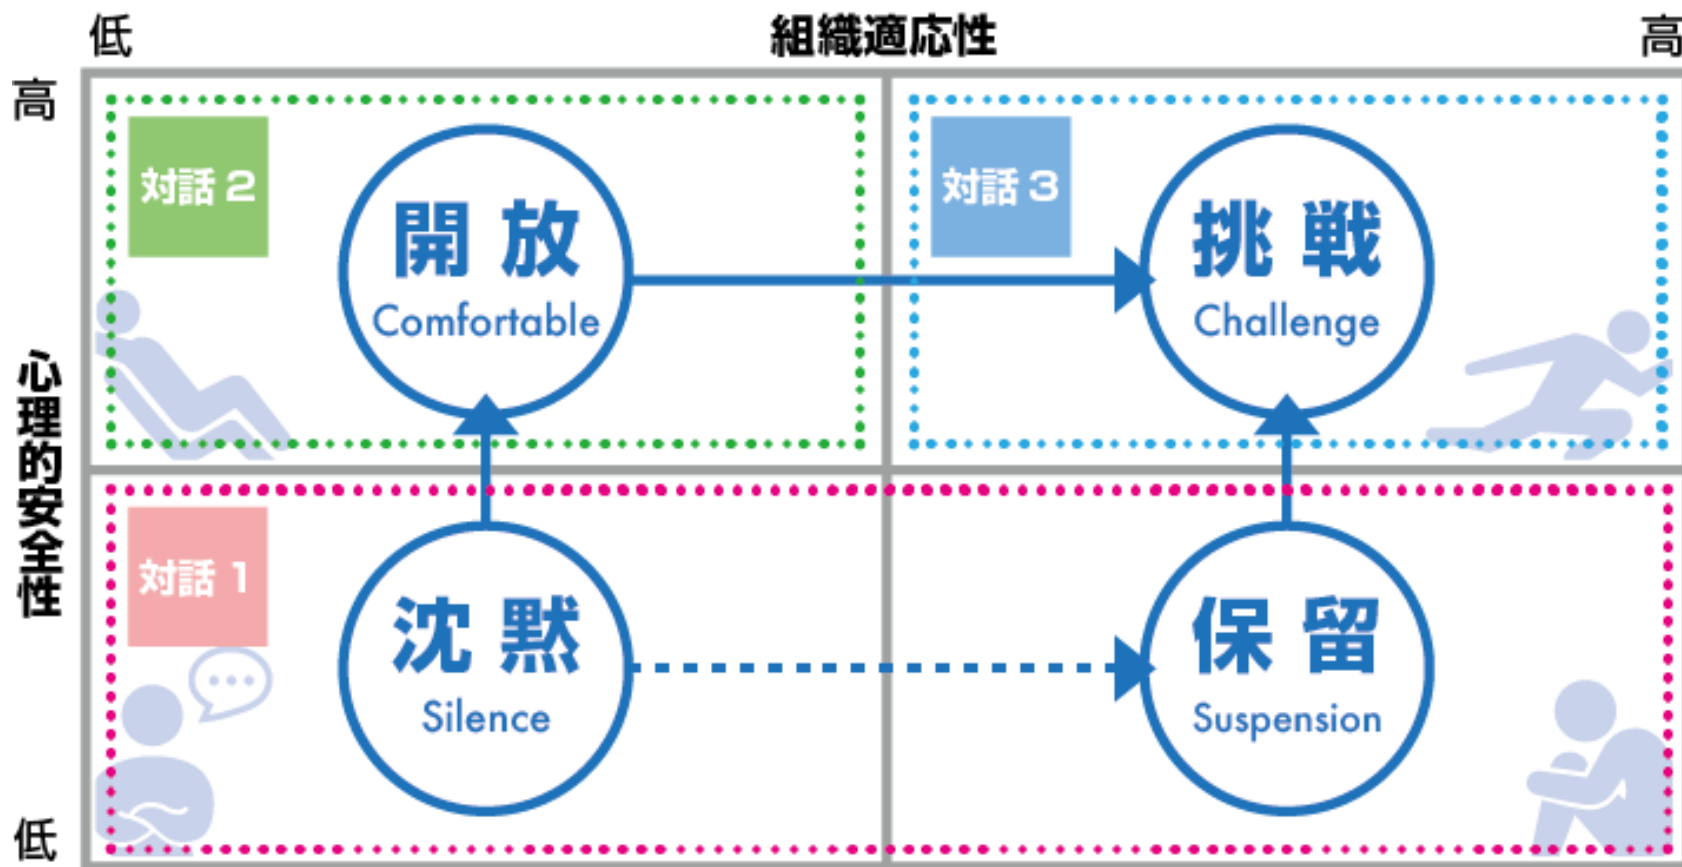 低
組織適応性
高
高
対話 2
開 放
Comfortable
対話 3
挑 戦
Challenge
心理的安全性
対話 1
沈 黙
Silence
保 留
Suspension
低